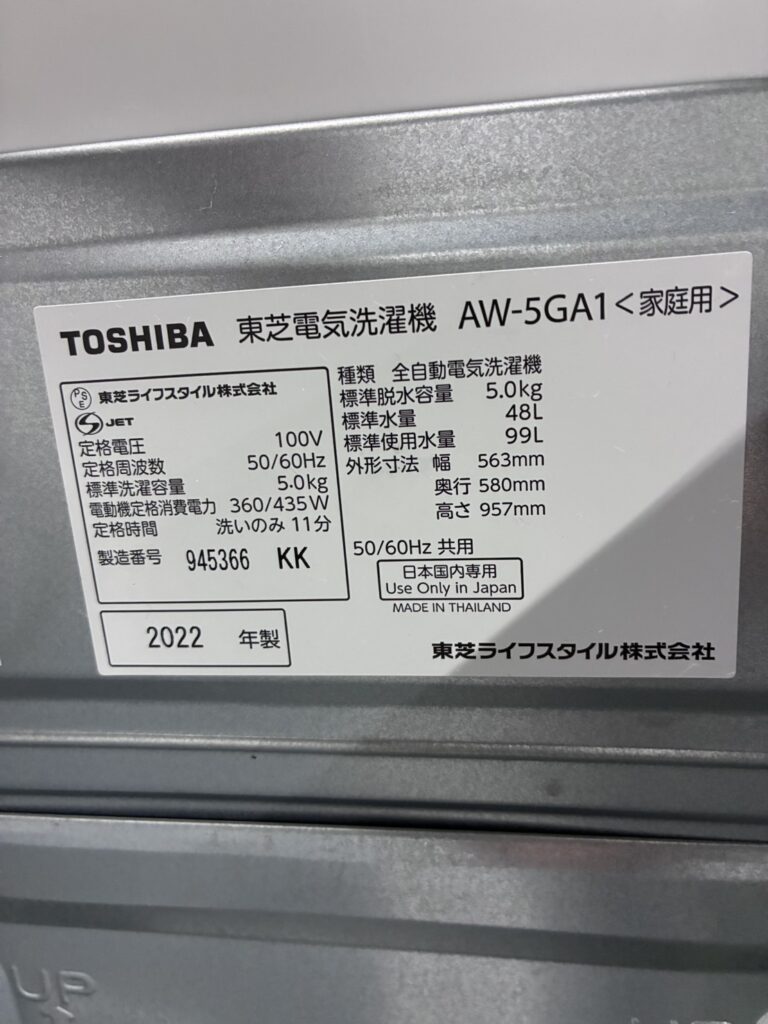 TOSHIBA 東芝電気洗濯機 AW-5GA1<家庭用>
PSE 東芝ライフスタイル株式会社
S JET
定格電圧 100V
定格周波数 50/60Hz
標準洗濯容量 5.0kg
電動機定格消費電力 360/435W
定格時間 洗いのみ 11分
製造番号 945366 KK
2022 年製
種類 全自動電気洗濯機
標準脱水容量 5.0kg
標準水量 48L
標準使用水量 99L
外形寸法 幅 563mm
奥行 580mm
高さ 957mm
50/60Hz 共用
日本国内専用
Use Only in Japan
MADE IN THAILAND
東芝ライフスタイル株式会社
UP